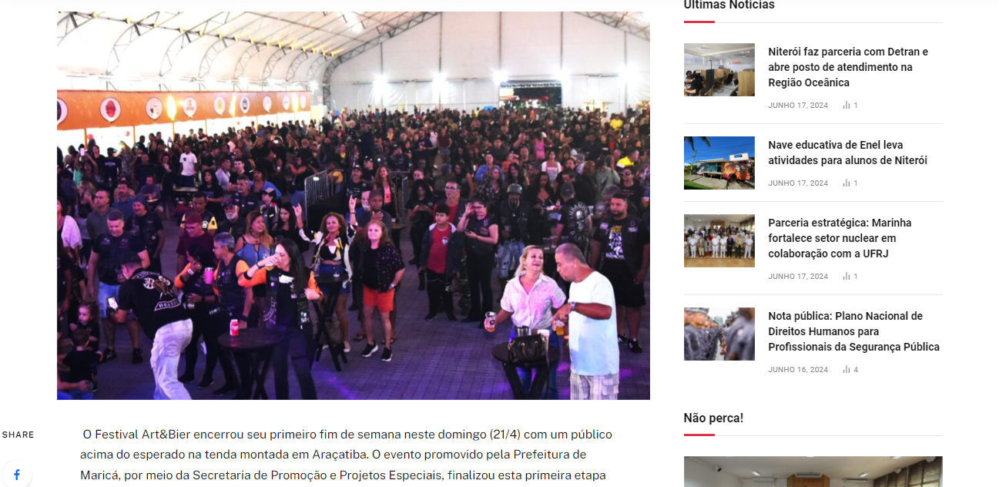 Últimas Notícias
Niterói faz parceria com Detran e
abre posto de atendimento na
Região Oceânica
JUNHO 17, 2024 1
Nave educativa de Enel leva
atividades para alunos de Niterói
JUNHO 17, 2024 1
Parceria estratégica: Marinha
fortalece setor nuclear em
colaboração com a UFRJ
JUNHO 17, 2024 1
Nota pública: Plano Nacional de
Direitos Humanos para
Profissionais da Segurança Pública
JUNHO 16, 2024 4
Não perca!
SHARE
O Festival Art&Bier encerrou seu primeiro fim de semana neste domingo (21/4) com um público
acima do esperado na tenda montada em Araçatiba. O evento promovido pela Prefeitura de
Maricá, por meio da Secretaria de Promoção e Projetos Especiais, finalizou esta primeira etapa